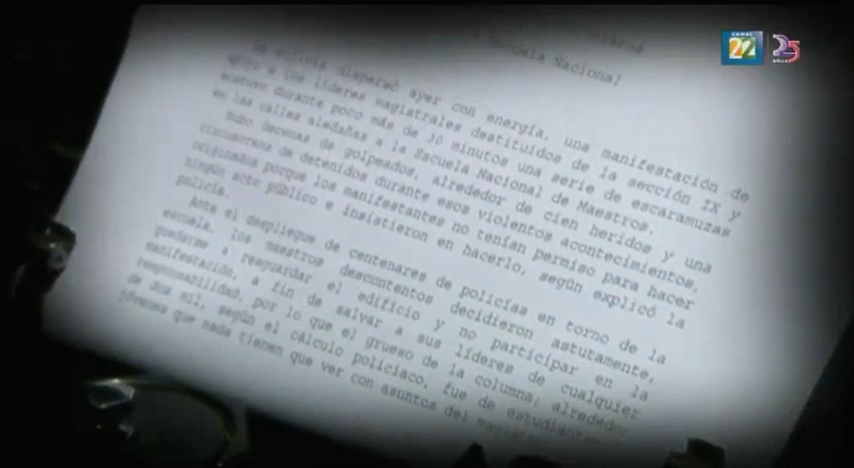 CANAL
22
25
AÑOS
Escuela Nacional
La policía dispersó ayer con energía, una manifestación de
apoyo a los líderes magistrales destituidos de la sección IX y
sostuvo durante poco más de 30 minutos una serie de escaramuzas
en las calles aledañas a la Escuela Nacional de Maestros.
Hubo decenas de golpeados, alrededor de cien heridos y una
cincuentena de detenidos durante esos violentos acontecimientos,
originados porque los manifestantes no tenían permiso para hacer
ningún acto público e insistieron en hacerlo, según explicó la
policía.
Ante el despliegue de centenares de policías en torno de la
escuela, los maestros descontentos decidieron astutamente,
quedarse a resguardar el edificio y no participar en la
manifestación, a fin de salvar a sus líderes de cualquier
responsabilidad, por lo que el grueso de la columna; alrededor
de dos mil, según el cálculo policíaco, fue de estudiantes
jóvenes que nada tienen que ver con asuntos del